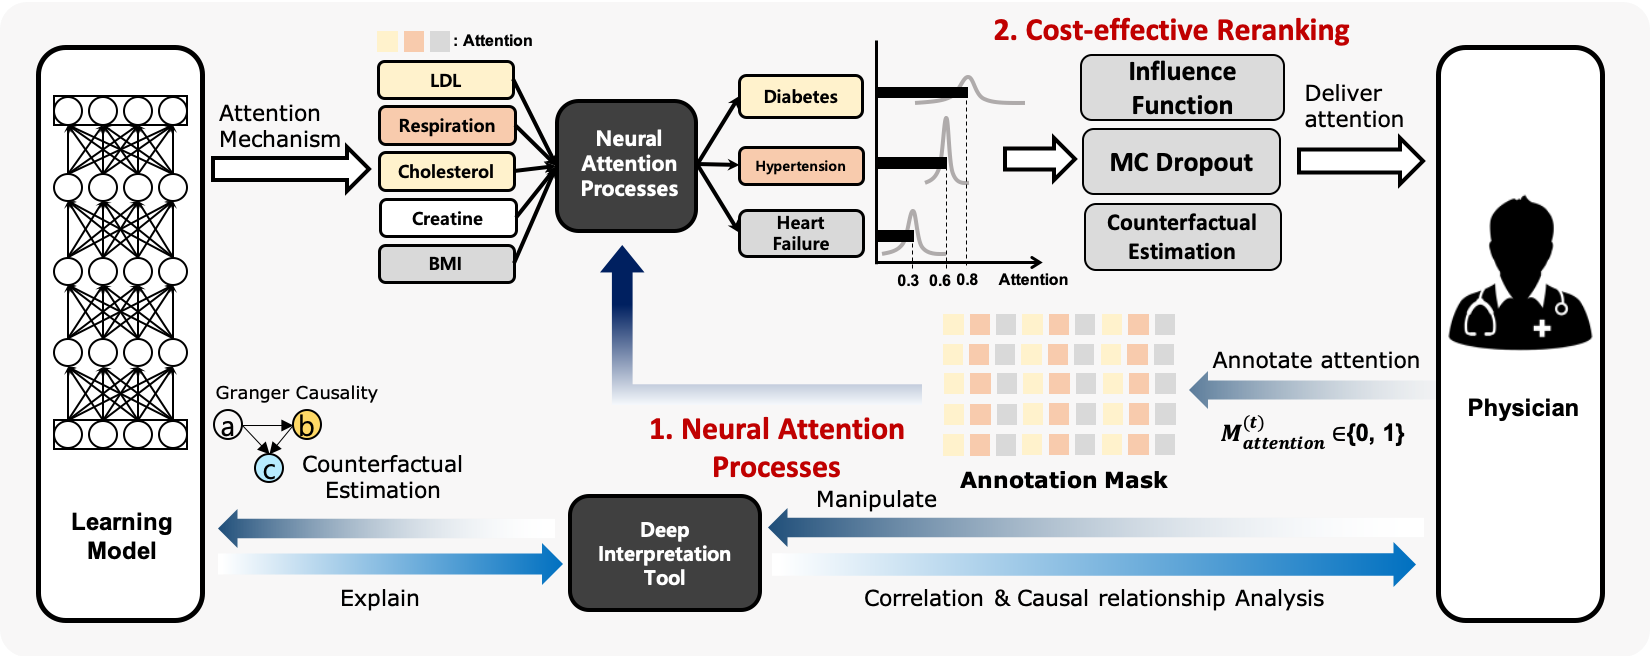 2. Cost-effective Reranking
: Attention
LDL
Respiration
Cholesterol
Creatine
BMI
Attention
Mechanism
Neural
Attention
Processes
Diabetes
Hypertension
Heart
Failure
0.3
0.6
0.8
Attention
Influence
Function
MC Dropout
Counterfactual
Estimation
Deliver
attention
Physician
Annotate attention
M_{attention}^{(t)} ∈{0, 1}
Annotation Mask
1. Neural Attention
Processes
Granger Causality
a
b
c
Counterfactual
Estimation
Learning
Model
Explain
Deep
Interpretation
Tool
Manipulate
Correlation & Causal relationship Analysis